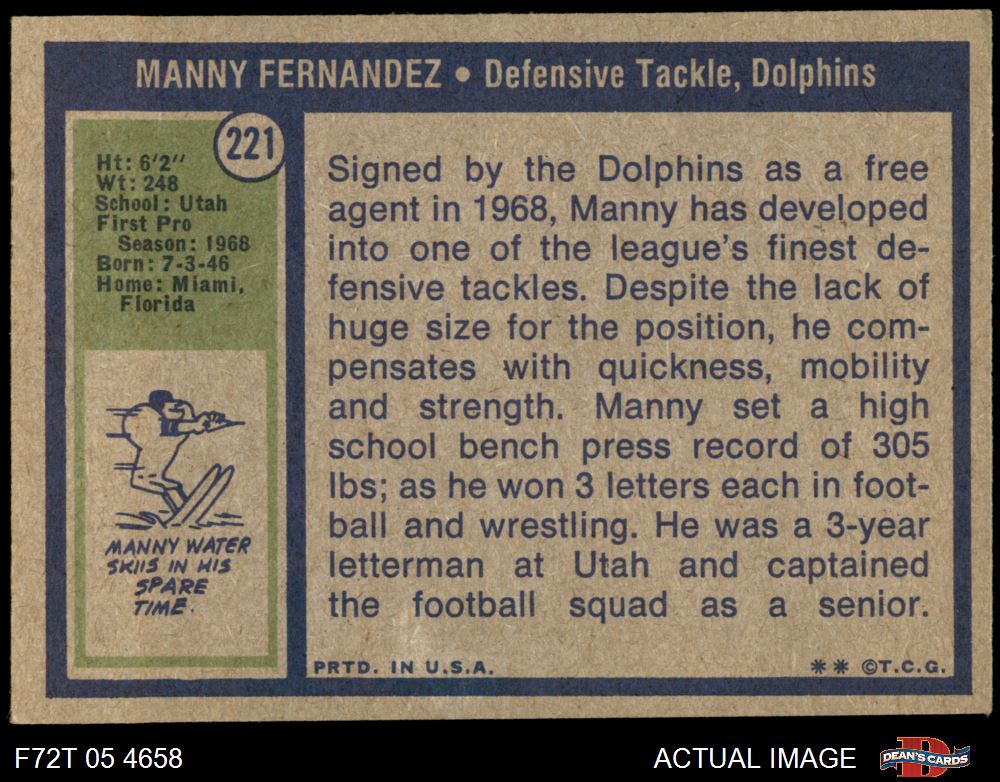 MANNY FERNANDEZ • Defensive Tackle, Dolphins
221
Ht: 6'2"
Wt: 248
School: Utah
First Pro
Season: 1968
Born: 7-3-46
Home: Miami,
Florida
MANNY WATER
SKIIS IN HIS
SPARE
TIME.
Signed by the Dolphins as a free
agent in 1968, Manny has developed
into one of the league's finest de-
fensive tackles. Despite the lack of
huge size for the position, he com-
pensates with quickness, mobility
and strength. Manny set a high
school bench press record of 305
lbs; as he won 3 letters each in foot-
ball and wrestling. He was a 3-year
letterman at Utah and captained
the football squad as a senior.
PRTD. IN U.S.A.
** ©T.C.G.
F72T 05 4658
ACTUAL IMAGE
DEAN'S CARDS